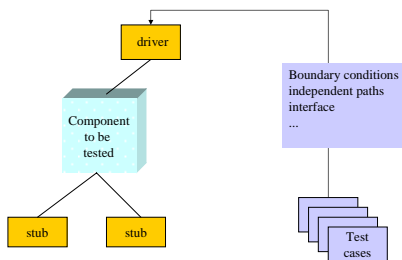 driver
Boundary conditions
independent paths
interface
...
Component
to be
tested
stub
stub
Test
cases